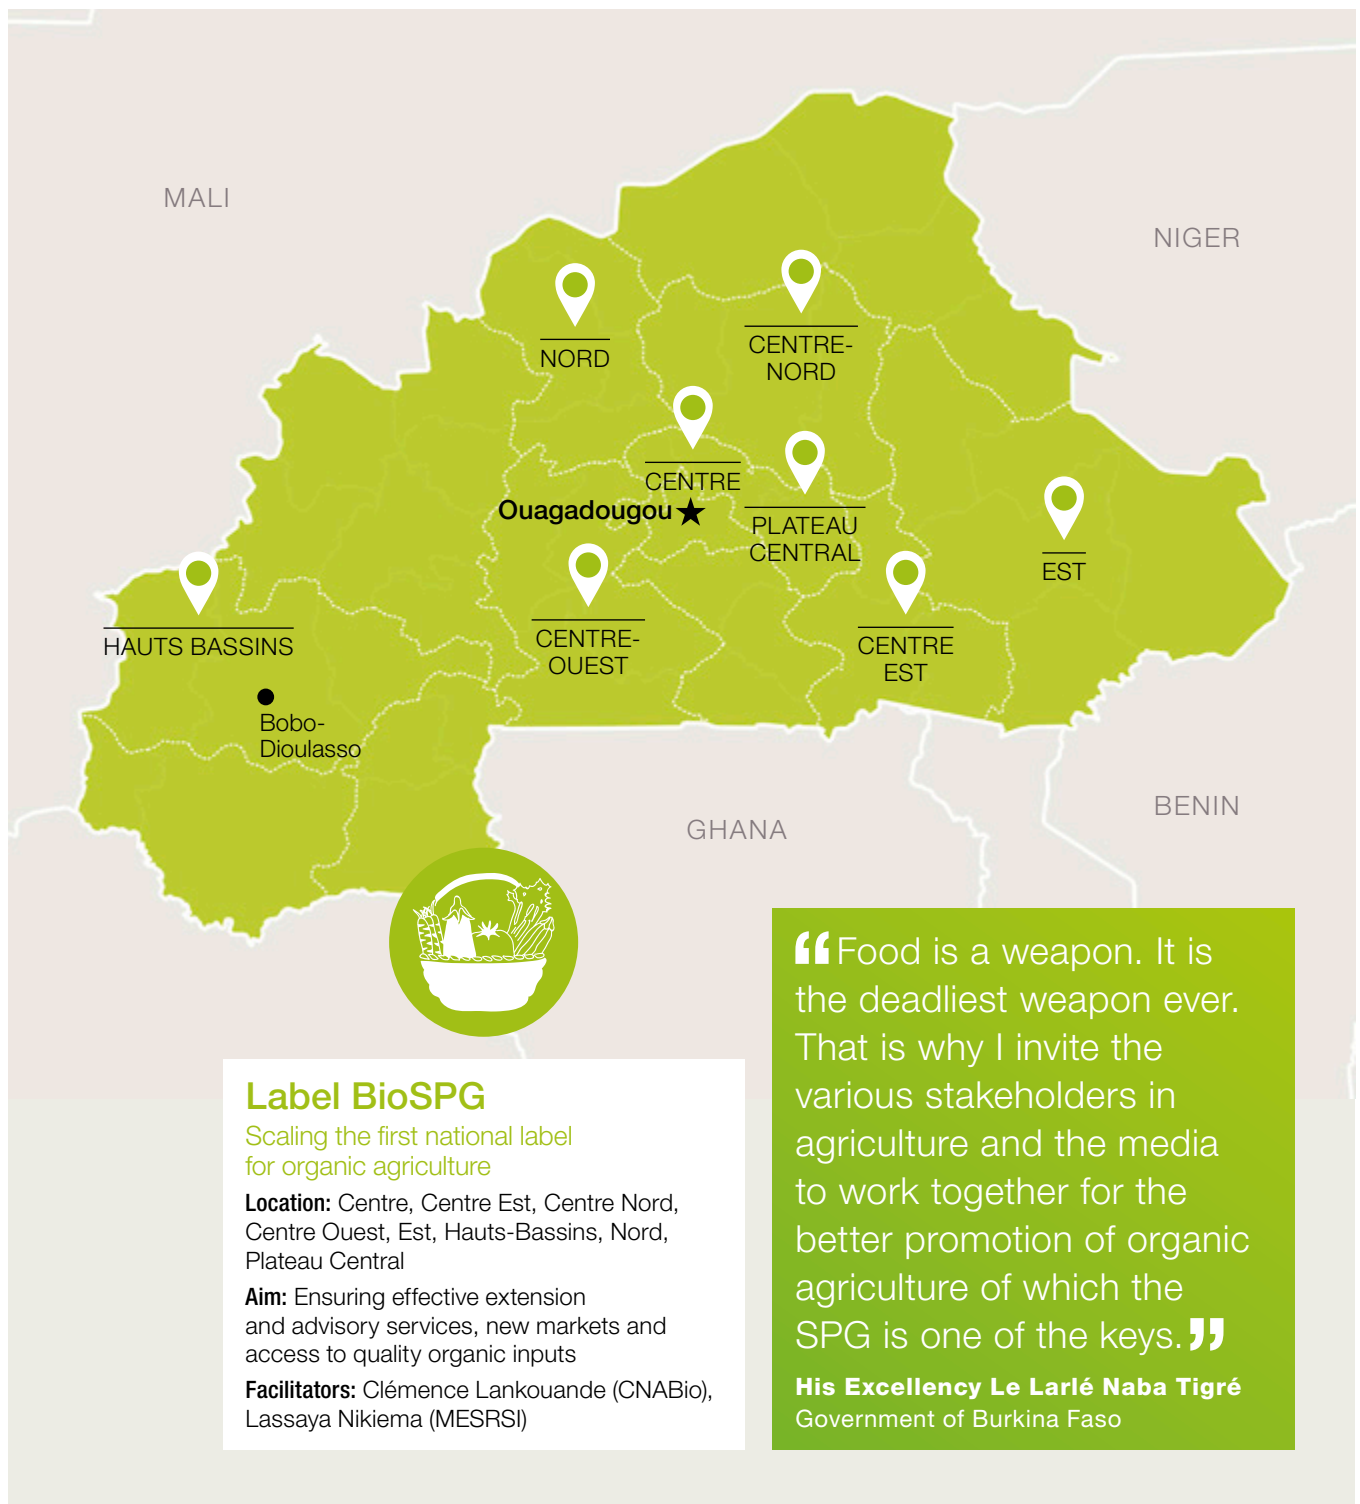 MALI
NIGER
NORD
CENTRE-
NORD
CENTRE
Ouagadougou
PLATEAU
CENTRAL
EST
HAUTS BASSINS
CENTRE-
OUEST
CENTRE
EST
Bobo-
Dioulasso
BENIN
GHANA
Label BioSPG
Scaling the first national label
for organic agriculture
Location: Centre, Centre Est, Centre Nord,
Centre Ouest, Est, Hauts-Bassins, Nord,
Plateau Central
Aim: Ensuring effective extension
and advisory services, new markets and
access to quality organic inputs
Facilitators: Clémence Lankouande (CNABio),
Lassaya Nikiema (MESRSI)
“Food is a weapon. It is
the deadliest weapon ever.
That is why I invite the
various stakeholders in
agriculture and the media
to work together for the
better promotion of organic
agriculture of which the
SPG is one of the keys.”
His Excellency Le Larlé Naba Tigré
Government of Burkina Faso